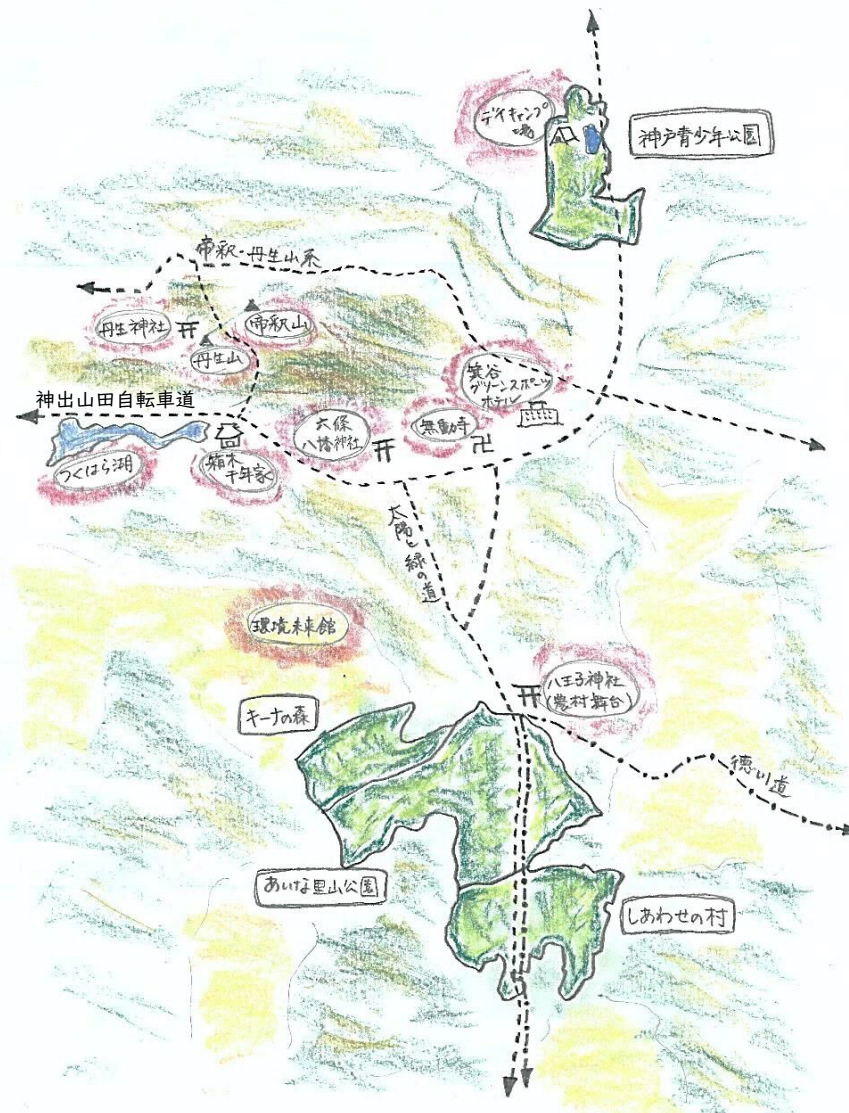 デイキャンプ
場
神戸青少年公園
帝釈・丹生山系
丹生神社
帝釈山
丹生山
箕谷
グリーンスポーツ
ホテル
神出山田自転車道
六條
八幡神社
無動寺
つくはら湖
箱木
千年家
太陽と緑の道
環境未来館
八王子神社
(農村舞台)
キーナの森
徳川道
あいな里山公園
しあわせの村